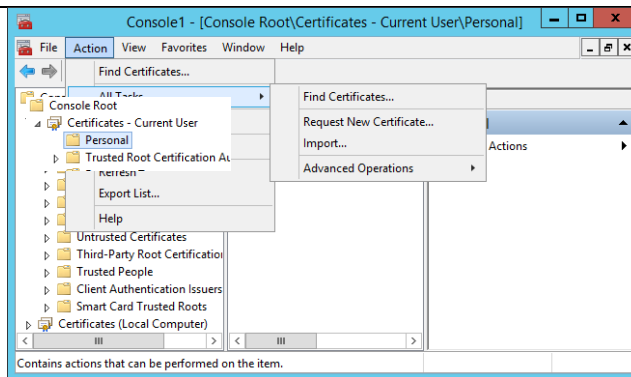 Console1 - [Console Root\Certificates - Current User\Personal]
File Action View Favorites Window Help
Find Certificates...
All Tasks
Find Certificates...
Request New Certificate...
Import...
Advanced Operations
Console Root
Certificates - Current User
Personal
Trusted Root Certification Au
Refresh
Export List...
Help
Actions
Untrusted Certificates
Third-Party Root Certification
Trusted People
Client Authentication Issuers
Smart Card Trusted Roots
Certificates (Local Computer)
Contains actions that can be performed on the item.